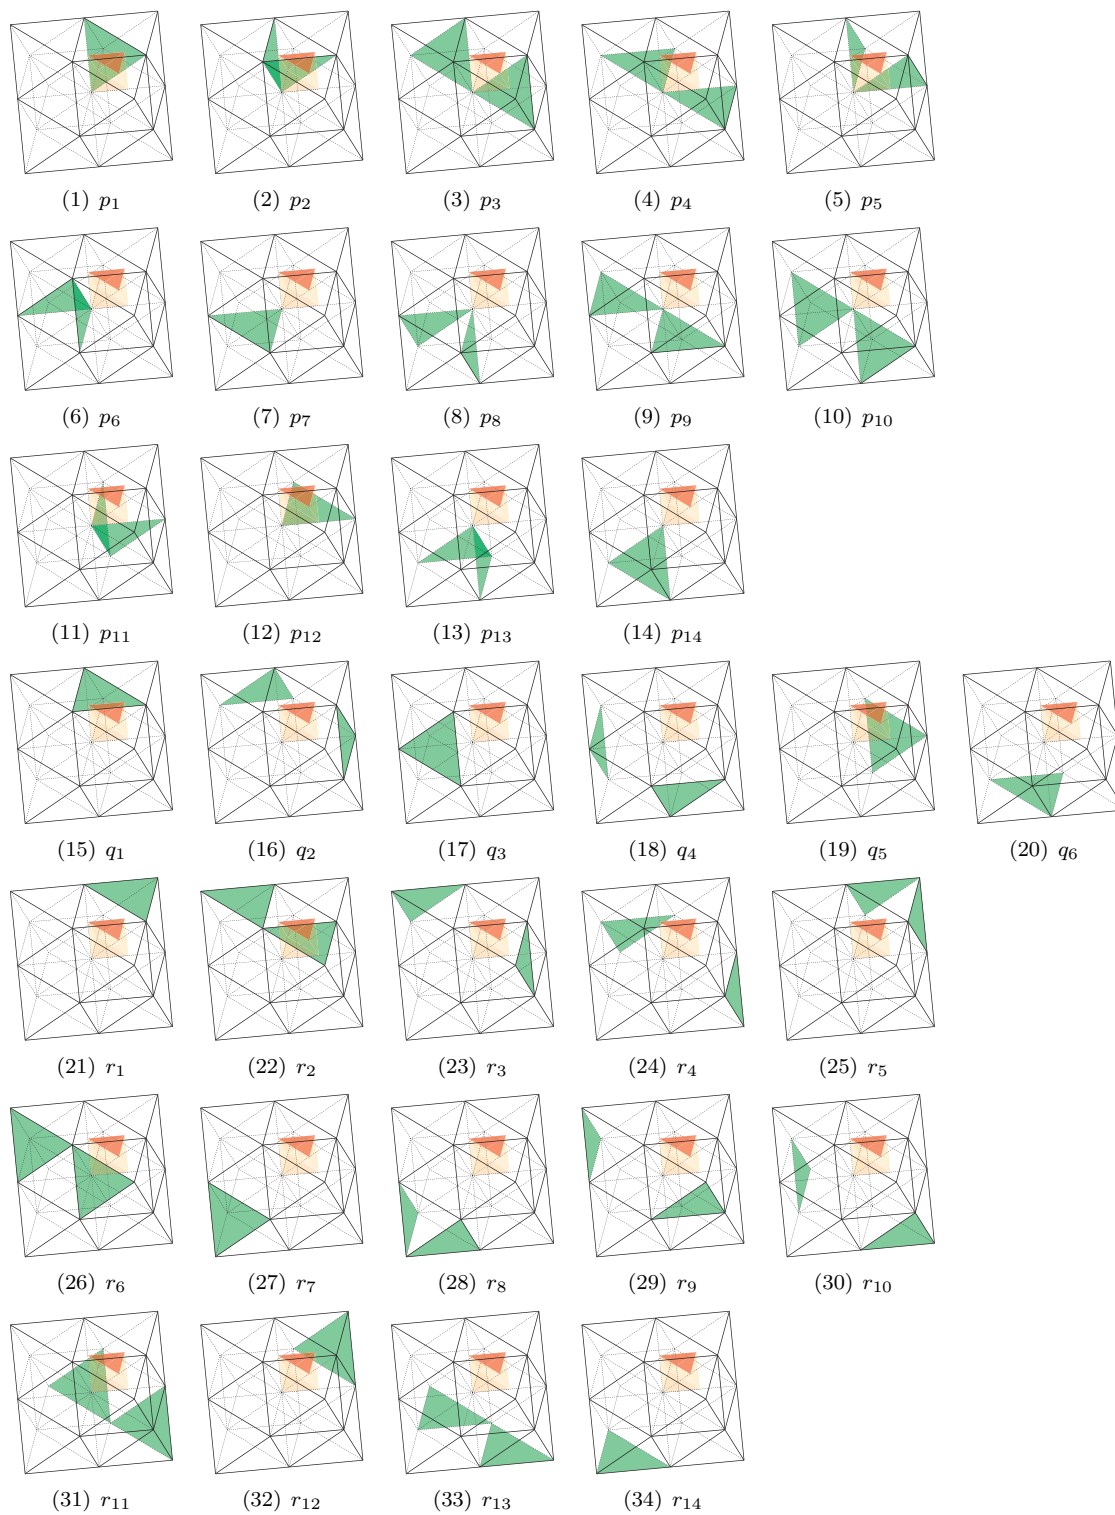 (1) p₁ (2) p₂ (3) p₃ (4) p₄ (5) p₅
(6) p₆ (7) p₇ (8) p₈ (9) p₉ (10) p₁₀
(11) p₁₁ (12) p₁₂ (13) p₁₃ (14) p₁₄
(15) q₁ (16) q₂ (17) q₃ (18) q₄ (19) q₅ (20) q₆
(21) r₁ (22) r₂ (23) r₃ (24) r₄ (25) r₅
(26) r₆ (27) r₇ (28) r₈ (29) r₉ (30) r₁₀
(31) r₁₁ (32) r₁₂ (33) r₁₃ (34) r₁₄